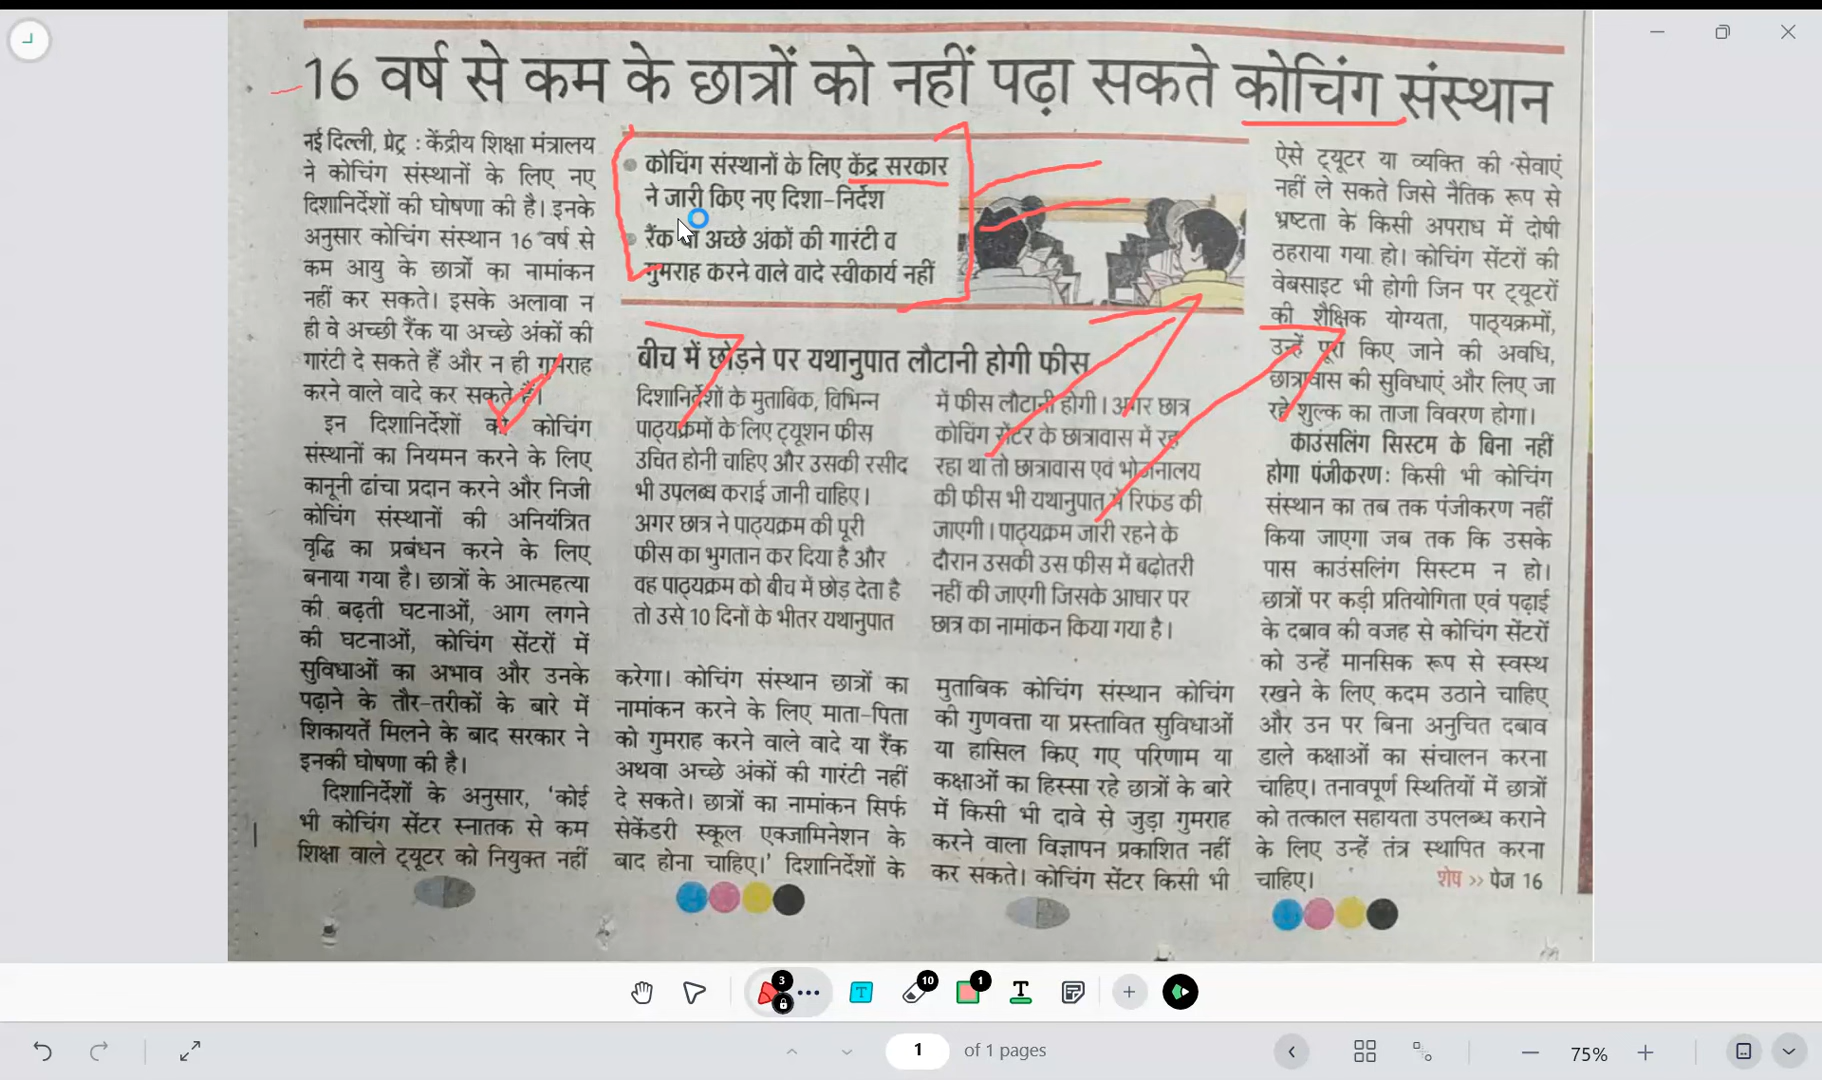 16 वर्ष से कम के छात्रों को नहीं पढ़ा सकते कोचिंग संस्थान
नई दिल्ली, प्रेट्र : केंद्रीय शिक्षा मंत्रालय
ने कोचिंग संस्थानों के लिए नए
दिशानिर्देशों की घोषणा की है। इनके
अनुसार कोचिंग संस्थान 16 वर्ष से
कम आयु के छात्रों का नामांकन
नहीं कर सकते। इसके अलावा न
ही वे अच्छी रैंक या अच्छे अंकों की
गारंटी दे सकते हैं और न ही गुमराह
करने वाले वादे कर सकते हैं।
इन दिशानिर्देशों को कोचिंग
संस्थानों का नियमन करने के लिए
कानूनी ढांचा प्रदान करने और निजी
कोचिंग संस्थानों की अनियंत्रित
वृद्धि का प्रबंधन करने के लिए
बनाया गया है। छात्रों के आत्महत्या
की बढ़ती घटनाओं, आग लगने
की घटनाओं, कोचिंग सेंटरों में
सुविधाओं का अभाव और उनके
पढ़ाने के तौर-तरीकों के बारे में
शिकायतें मिलने के बाद सरकार ने
इनकी घोषणा की है।
दिशानिर्देशों के अनुसार, 'कोई
भी कोचिंग सेंटर स्नातक से कम
शिक्षा वाले ट्यूटर को नियुक्त नहीं
कोचिंग संस्थानों के लिए केंद्र सरकार
ने जारी किए नए दिशा-निर्देश
रैंक अच्छे अंकों की गारंटी व
गुमराह करने वाले वादे स्वीकार्य नहीं
बीच में छोड़ने पर यथानुपात लौटानी होगी फीस
दिशानिर्देशों के मुताबिक, विभिन्न
पाठ्यक्रमों के लिए ट्यूशन फीस
उचित होनी चाहिए और उसकी रसीद
भी उपलब्ध कराई जानी चाहिए।
अगर छात्र ने पाठ्यक्रम की पूरी
फीस का भुगतान कर दिया है और
वह पाठ्यक्रम को बीच में छोड़ देता है
तो उसे 10 दिनों के भीतर यथानुपात
में फीस लौटानी होगी। अगर छात्र
कोचिंग सेंटर के छात्रावास में रह
रहा था तो छात्रावास एवं भोजनालय
की फीस भी यथानुपात में रिफंड की
जाएगी। पाठ्यक्रम जारी रहने के
दौरान उसकी उस फीस में बढ़ोतरी
नहीं की जाएगी जिसके आधार पर
छात्र का नामांकन किया गया है।
करेगा। कोचिंग संस्थान छात्रों का
नामांकन करने के लिए माता-पिता
को गुमराह करने वाले वादे या रैंक
अथवा अच्छे अंकों की गारंटी नहीं
दे सकते। छात्रों का नामांकन सिर्फ
सेकेंडरी स्कूल एक्जामिनेशन के
बाद होना चाहिए।' दिशानिर्देशों के
मुताबिक कोचिंग संस्थान कोचिंग
की गुणवत्ता या प्रस्तावित सुविधाओं
या हासिल किए गए परिणाम या
कक्षाओं का हिस्सा रहे छात्रों के बारे
में किसी भी दावे से जुड़ा गुमराह
करने वाला विज्ञापन प्रकाशित नहीं
कर सकते। कोचिंग सेंटर किसी भी
ऐसे ट्यूटर या व्यक्ति की सेवाएं
नहीं ले सकते जिसे नैतिक रूप से
भ्रष्टता के किसी अपराध में दोषी
ठहराया गया हो। कोचिंग सेंटरों की
वेबसाइट भी होगी जिन पर ट्यूटरों
की शैक्षिक योग्यता, पाठ्यक्रमों,
उन्हें पूरा किए जाने की अवधि,
छात्रावास की सुविधाएं और लिए जा
रहे शुल्क का ताजा विवरण होगा।
काउंसलिंग सिस्टम के बिना नहीं
होगा पंजीकरण: किसी भी कोचिंग
संस्थान का तब तक पंजीकरण नहीं
किया जाएगा जब तक कि उसके
पास काउंसलिंग सिस्टम न हो।
छात्रों पर कड़ी प्रतियोगिता एवं पढ़ाई
के दबाव की वजह से कोचिंग सेंटरों
को उन्हें मानसिक रूप से स्वस्थ
रखने के लिए कदम उठाने चाहिए
और उन पर बिना अनुचित दबाव
डाले कक्षाओं का संचालन करना
चाहिए। तनावपूर्ण स्थितियों में छात्रों
को तत्काल सहायता उपलब्ध कराने
के लिए उन्हें तंत्र स्थापित करना
चाहिए। शेष >> पेज 16
3
10
1
T
T
1 of 1 pages
75%